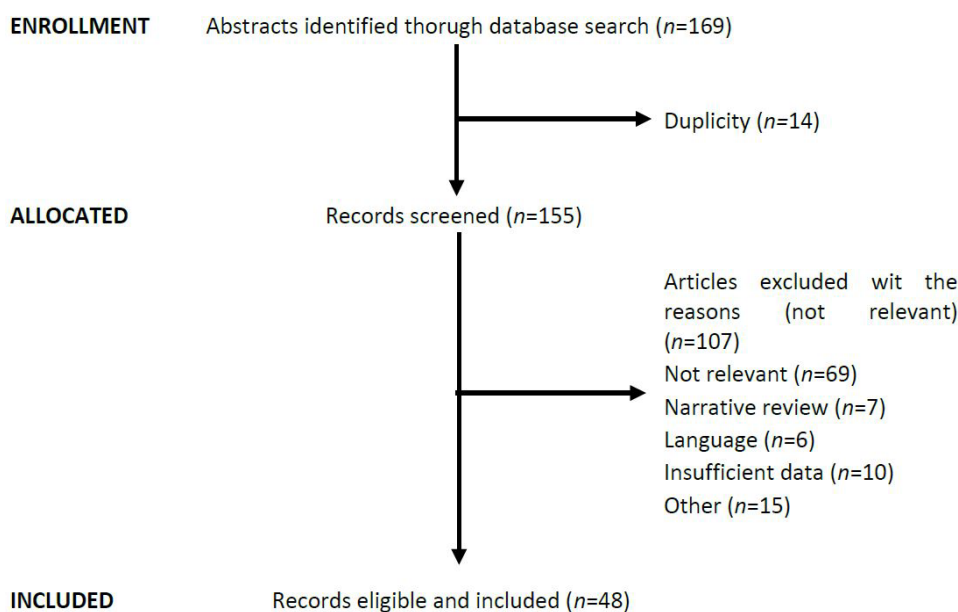 ENROLLMENT Abstracts identified thorugh database search (n=169)
Duplicity (n=14)
ALLOCATED Records screened (n=155)
Articles excluded wit the
reasons (not relevant)
(n=107)
Not relevant (n=69)
Narrative review (n=7)
Language (n=6)
Insufficient data (n=10)
Other (n=15)
INCLUDED Records eligible and included (n=48)